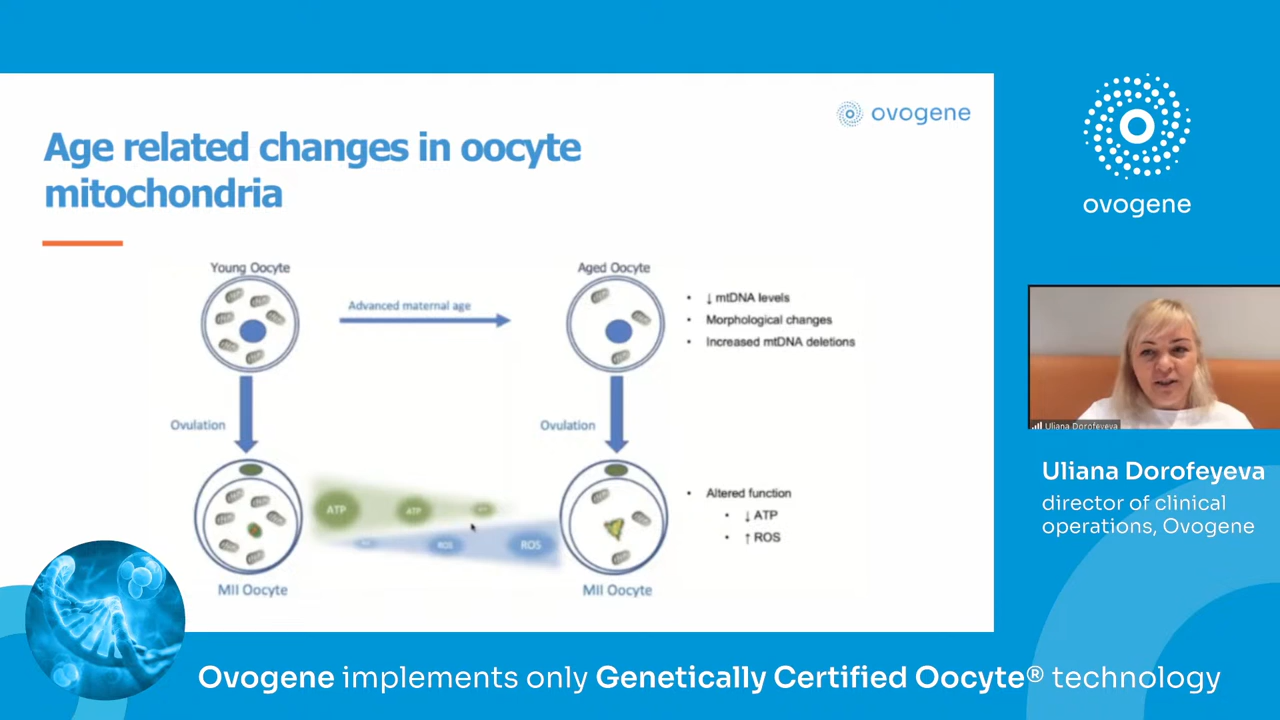 ovogene
Age related changes in oocyte
mitochondria
Young Oocyte
Advanced maternal age
Aged Oocyte
↓ mtDNA levels
Morphological changes
Increased mtDNA deletions
Ovulation
Ovulation
ATP
ATP
ROS
ROS
Altered function
↓ ATP
↑ ROS
MII Oocyte
MII Oocyte
ovogene
Uliana Dorofeyeva
Uliana Dorofeyeva
director of clinical
operations, Ovogene
Ovogene implements only Genetically Certified Oocyte® technology